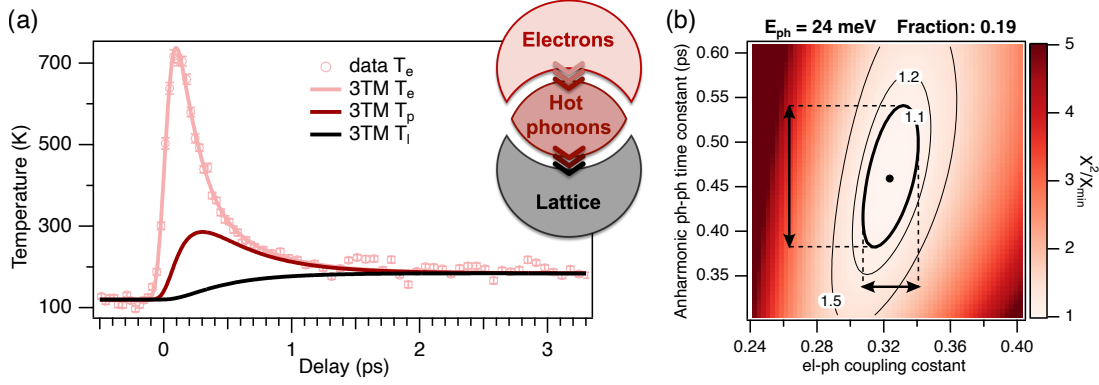 (a)
Temperature (K)
700
500
300
100
data Te
3TM Te
3TM Tp
3TM Tl
Electrons
Hot
phonons
Lattice
0
1
2
3
Delay (ps)
(b)
Eph = 24 meV Fraction: 0.19
Anharmonic ph-ph time constant (ps)
0.60
0.55
0.50
0.45
0.40
0.35
1.2
1.1
1.5
0.24
0.28
0.32
0.36
0.40
el-ph coupling costant
5
4
3
2
1
X²/X²min